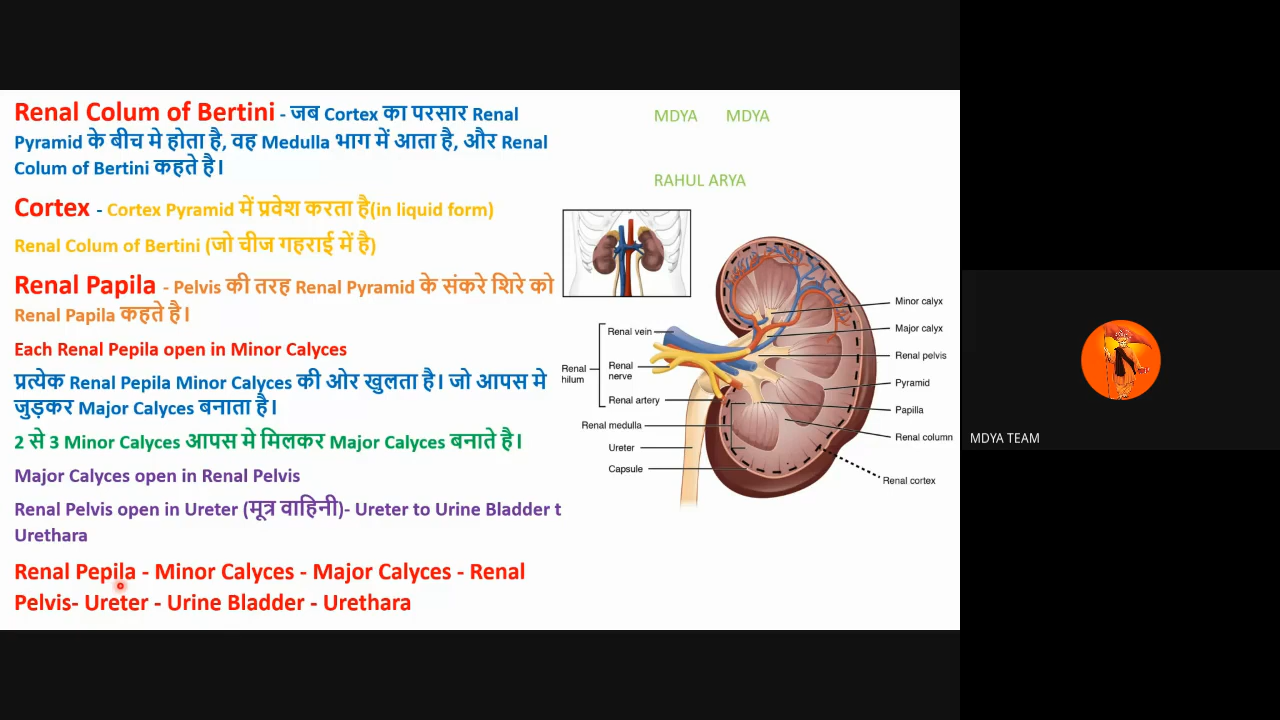 Renal Colum of Bertini - जब Cortex का परसार Renal
Pyramid के बीच मे होता है, वह Medulla भाग में आता है, और Renal
Colum of Bertini कहते है।
Cortex - Cortex Pyramid में प्रवेश करता है(in liquid form)
Renal Colum of Bertini (जो चीज गहराई में है)
Renal Papila - Pelvis की तरह Renal Pyramid के संकरे शिरे को
Renal Papila कहते है।
Each Renal Pepila open in Minor Calyces
प्रत्येक Renal Pepila Minor Calyces की ओर खुलता है। जो आपस मे
जुड़कर Major Calyces बनाता है।
2 से 3 Minor Calyces आपस मे मिलकर Major Calyces बनाते है।
Major Calyces open in Renal Pelvis
Renal Pelvis open in Ureter (मूत्र वाहिनी)- Ureter to Urine Bladder t
Urethara
Renal Pepila - Minor Calyces - Major Calyces - Renal
Pelvis- Ureter - Urine Bladder - Urethara
MDYA MDYA
RAHUL ARYA
Renal vein
Renal
hilum
Renal
nerve
Renal artery
Renal medulla
Ureter
Capsule
Minor calyx
Major calyx
Renal pelvis
Pyramid
Papilla
Renal column
Renal cortex
MDYA TEAM